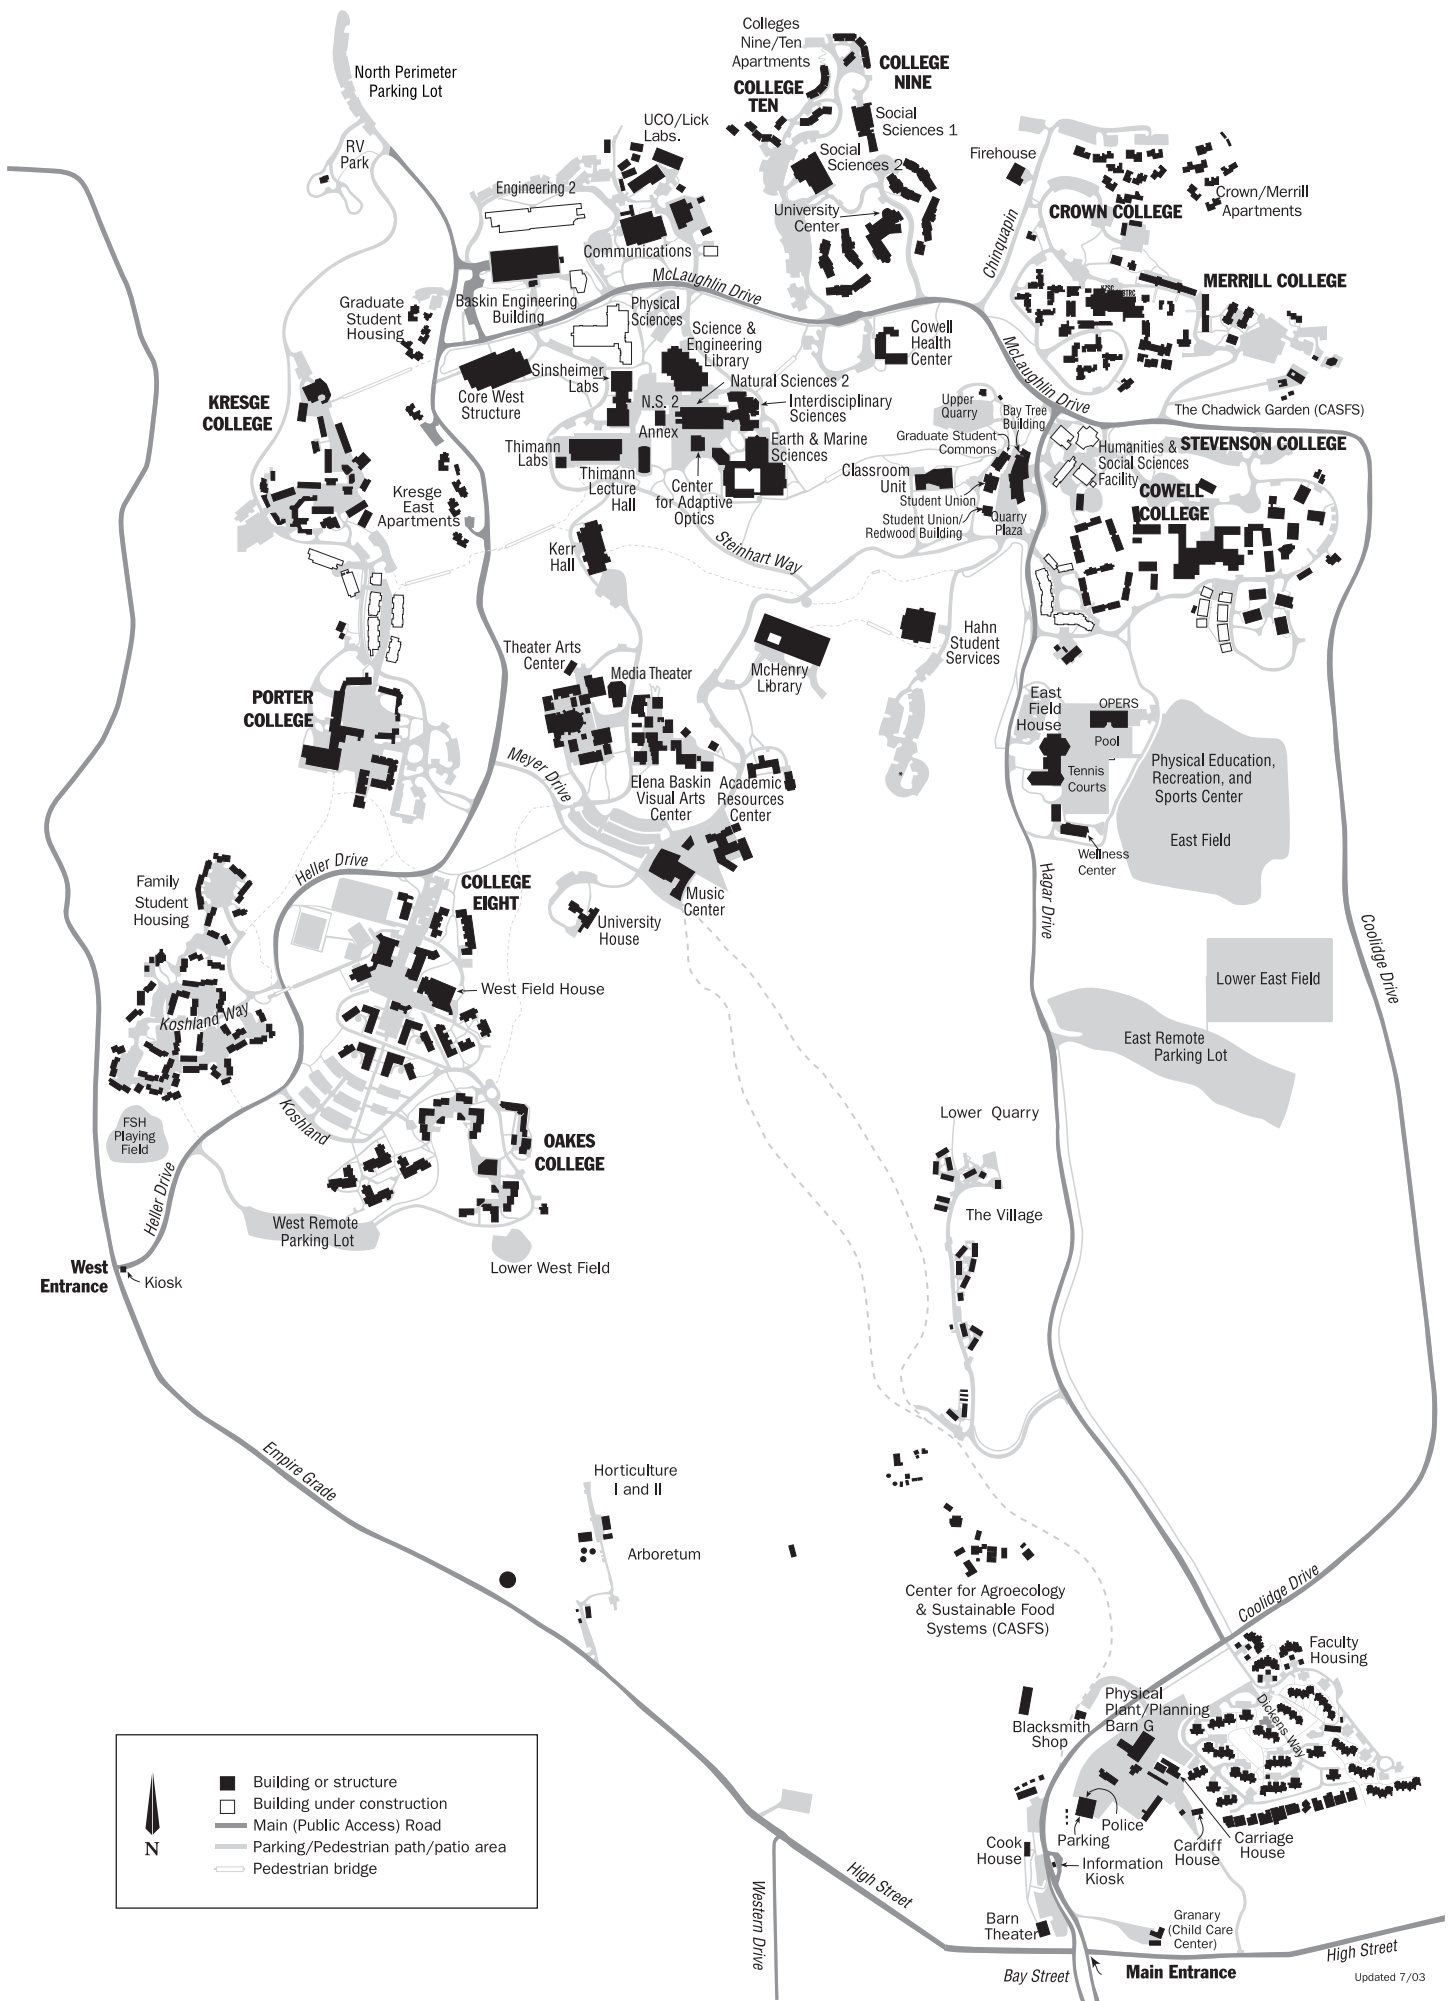 Colleges
Nine/Ten
Apartments
COLLEGE
NINE
COLLEGE
TEN
North Perimeter
Parking Lot
UCO/Lick
Labs.
Social
Sciences 1
RV
Park
Social
Sciences 2
Firehouse
Engineering 2
Crown/Merrill
Apartments
CROWN COLLEGE
University
Center
Chinquapin
Communications
McLaughlin Drive
MERRILL COLLEGE
Graduate
Student
Housing
Baskin Engineering
Building
Physical
Sciences
Science &
Engineering
Library
Cowell
Health
Center
McLaughlin Drive
Sinsheimer
Labs
Core West
Structure
N.S. 2
Annex
Natural Sciences 2
Interdisciplinary
Sciences
KRESGE
COLLEGE
Upper
Quarry
Bay Tree
Building
The Chadwick Garden (CASFS)
Graduate Student
Commons
Earth & Marine
Sciences
Humanities &
Social Sciences
Facility
STEVENSON COLLEGE
Thimann
Labs
Thimann
Lecture
Hall
Center
for Adaptive
Optics
Classroom
Unit
Student Union
Student Union/
Redwood Building
Quarry
Plaza
COWELL
COLLEGE
Kresge
East
Apartments
Kerr
Hall
Steinhart Way
Theater Arts
Center
Media Theater
McHenry
Library
Hahn
Student
Services
PORTER
COLLEGE
East
Field
House
OPERS
Pool
Tennis
Courts
Physical Education,
Recreation, and
Sports Center
East Field
Meyer Drive
Elena Baskin
Visual Arts
Center
Academic
Resources
Center
Wellness
Center
Heller Drive
Family
Student
Housing
COLLEGE
EIGHT
Music
Center
University
House
Hagar Drive
Coolidge Drive
West Field House
Lower East Field
Koshland Way
East Remote
Parking Lot
Koshland
FSH
Playing
Field
Lower Quarry
OAKES
COLLEGE
Heller Drive
West Remote
Parking Lot
The Village
West
Entrance
Kiosk
Lower West Field
Empire Grade
Horticulture
I and II
Arboretum
Center for Agroecology
& Sustainable Food
Systems (CASFS)
Coolidge Drive
Faculty
Housing
Dickens Way
Physical
Plant/Planning
Barn G
Blacksmith
Shop
Building or structure
Building under construction
Main (Public Access) Road
Parking/Pedestrian path/patio area
Pedestrian bridge
N
Police
Parking
Cardiff
House
Carriage
House
Cook
House
Information
Kiosk
High Street
Western Drive
Barn
Theater
Granary
(Child Care
Center)
High Street
Bay Street
Main Entrance
Updated 7/03